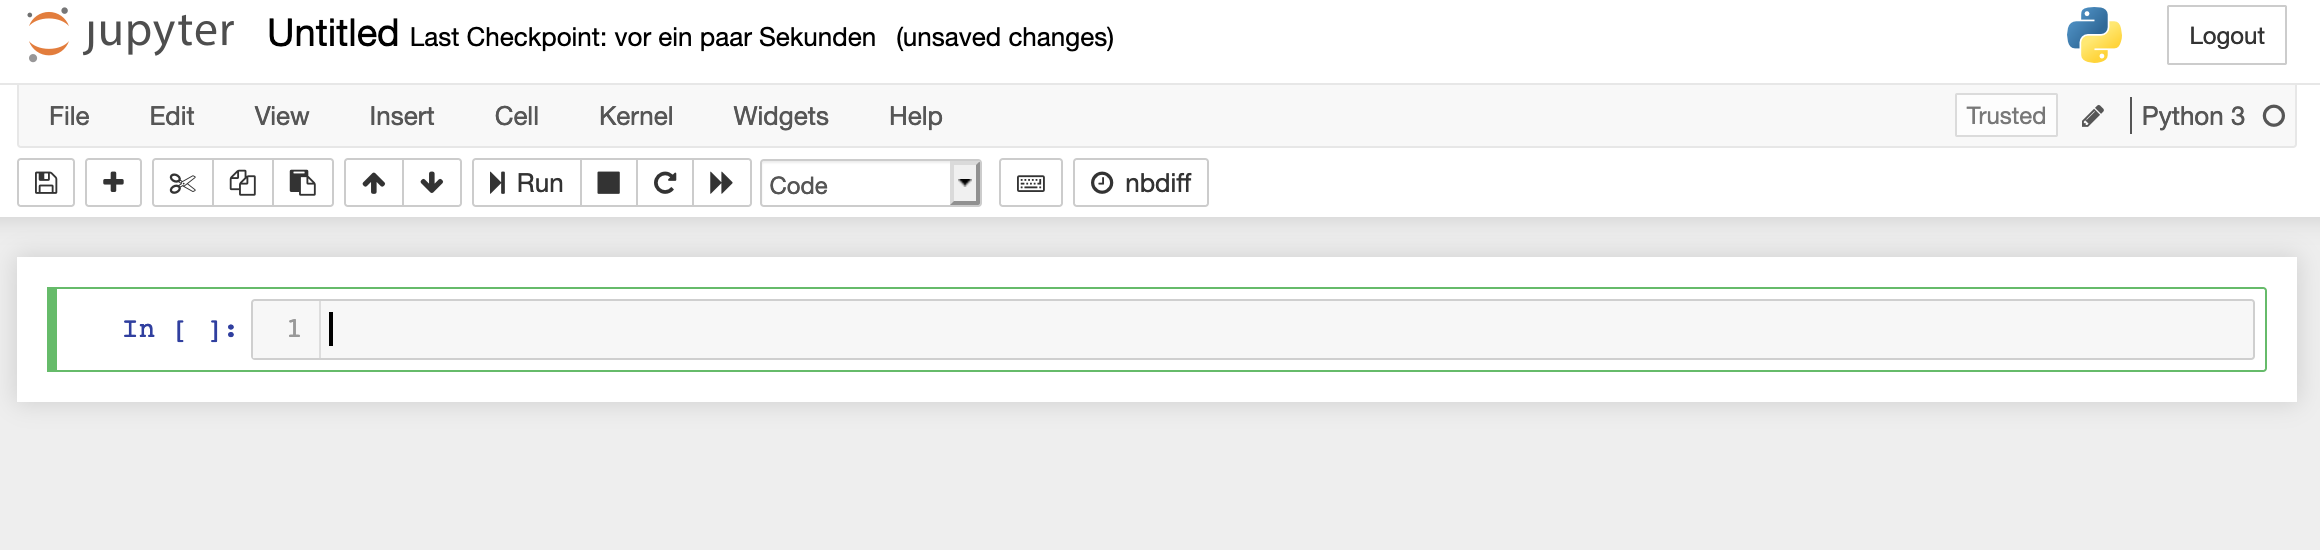 jupyter Untitled Last Checkpoint: vor ein paar Sekunden (unsaved changes) Logout
File Edit View Insert Cell Kernel Widgets Help Trusted Python 3
Run Code nbdiff
In [ ]: 1